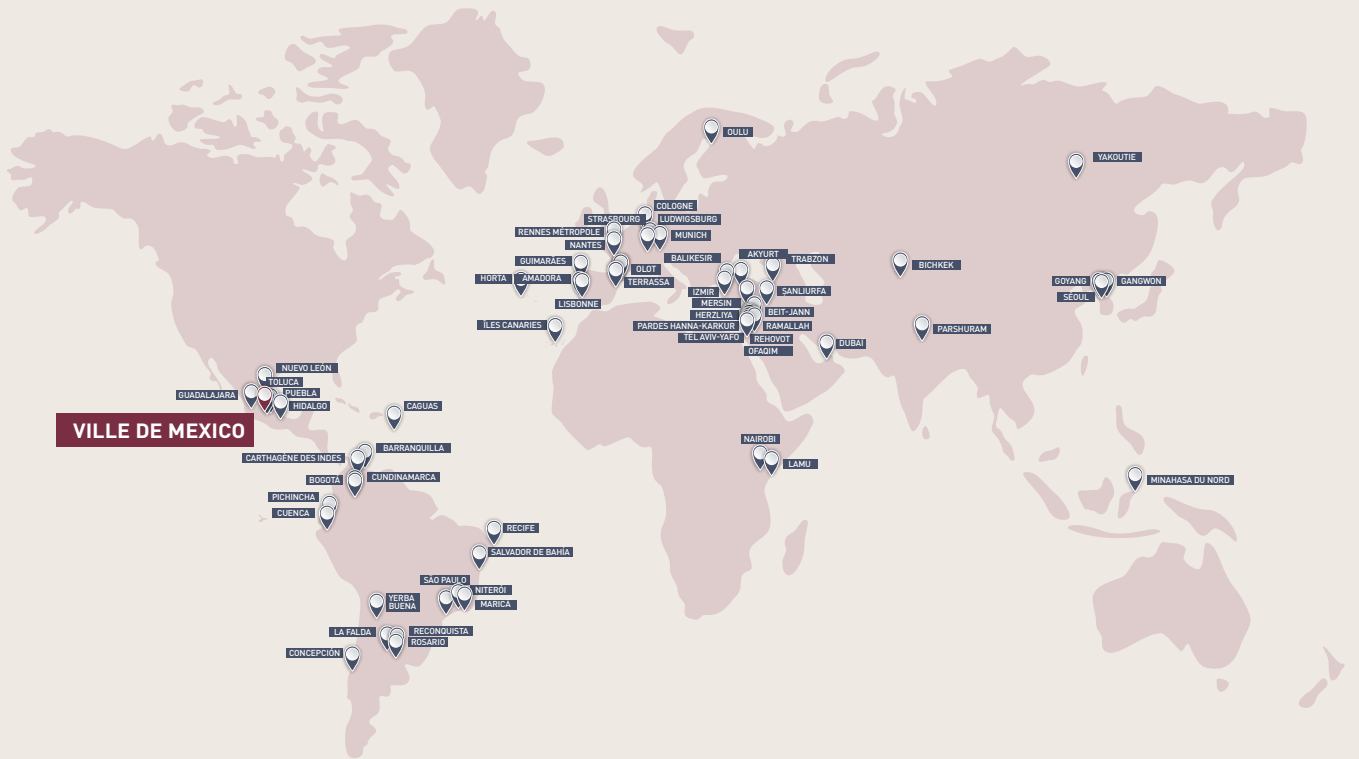 OULU
YAKOUTIE
COLOGNE
STRASBOURG
LUDWIGSBURG
RENNES MÉTROPOLE
MUNICH
NANTES
BALIKESIR
AKYURT
TRABZON
GUIMARÃES
OLOT
BICHKEK
HORTA
AMADORA
TERRASSA
GOYANG
GANGWON
IZMIR
ŞANLIURFA
SÉOUL
LISBONNE
MERSIN
HERZLIYA
BEIT-JANN
ÎLES CANARIES
PARDES HANNA-KARKUR
RAMALLAH
PARSHURAM
TEL AVIV-YAFO
REHOVOT
DUBAI
OFAQIM
NUEVO LEON
TOLUCA
GUADALAJARA
PUEBLA
HIDALGO
CAGUAS
VILLE DE MEXICO
NAIROBI
BARRANQUILLA
CARTHAGÈNE DES INDES
LAMU
BOGOTÁ
CUNDINAMARCA
MINAHASA DU NORD
PICHINCHA
CUENCA
RECIFE
SALVADOR DE BAHÍA
SÃO PAULO
NITERÓI
YERBA
BUENA
MARICA
LA FALDA
RECONQUISTA
ROSARIO
CONCEPCIÓN